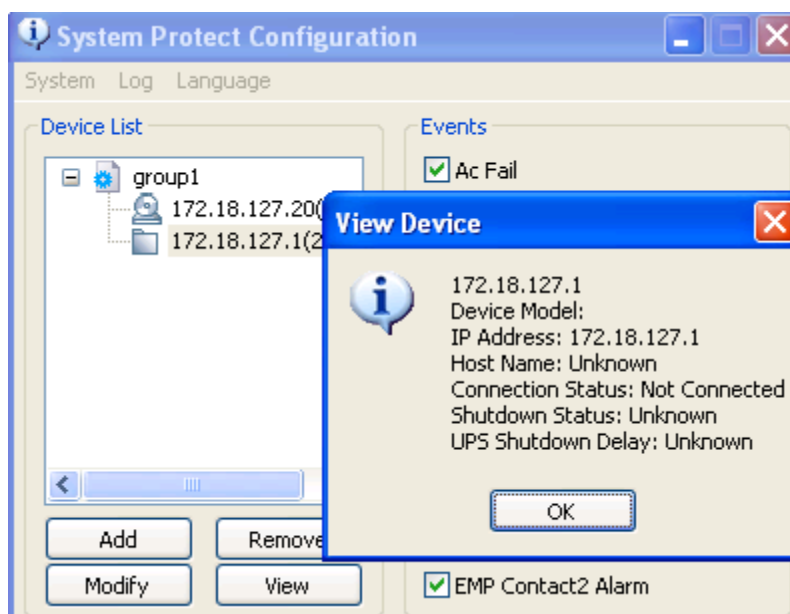 System Protect Configuration
System Log Language
Device List
group1
172.18.127.20(
172.18.127.1(2
Add
Remove
Modify
View
Events
Ac Fail
EMP Contact2 Alarm
View Device
172.18.127.1
Device Model:
IP Address: 172.18.127.1
Host Name: Unknown
Connection Status: Not Connected
Shutdown Status: Unknown
UPS Shutdown Delay: Unknown
OK